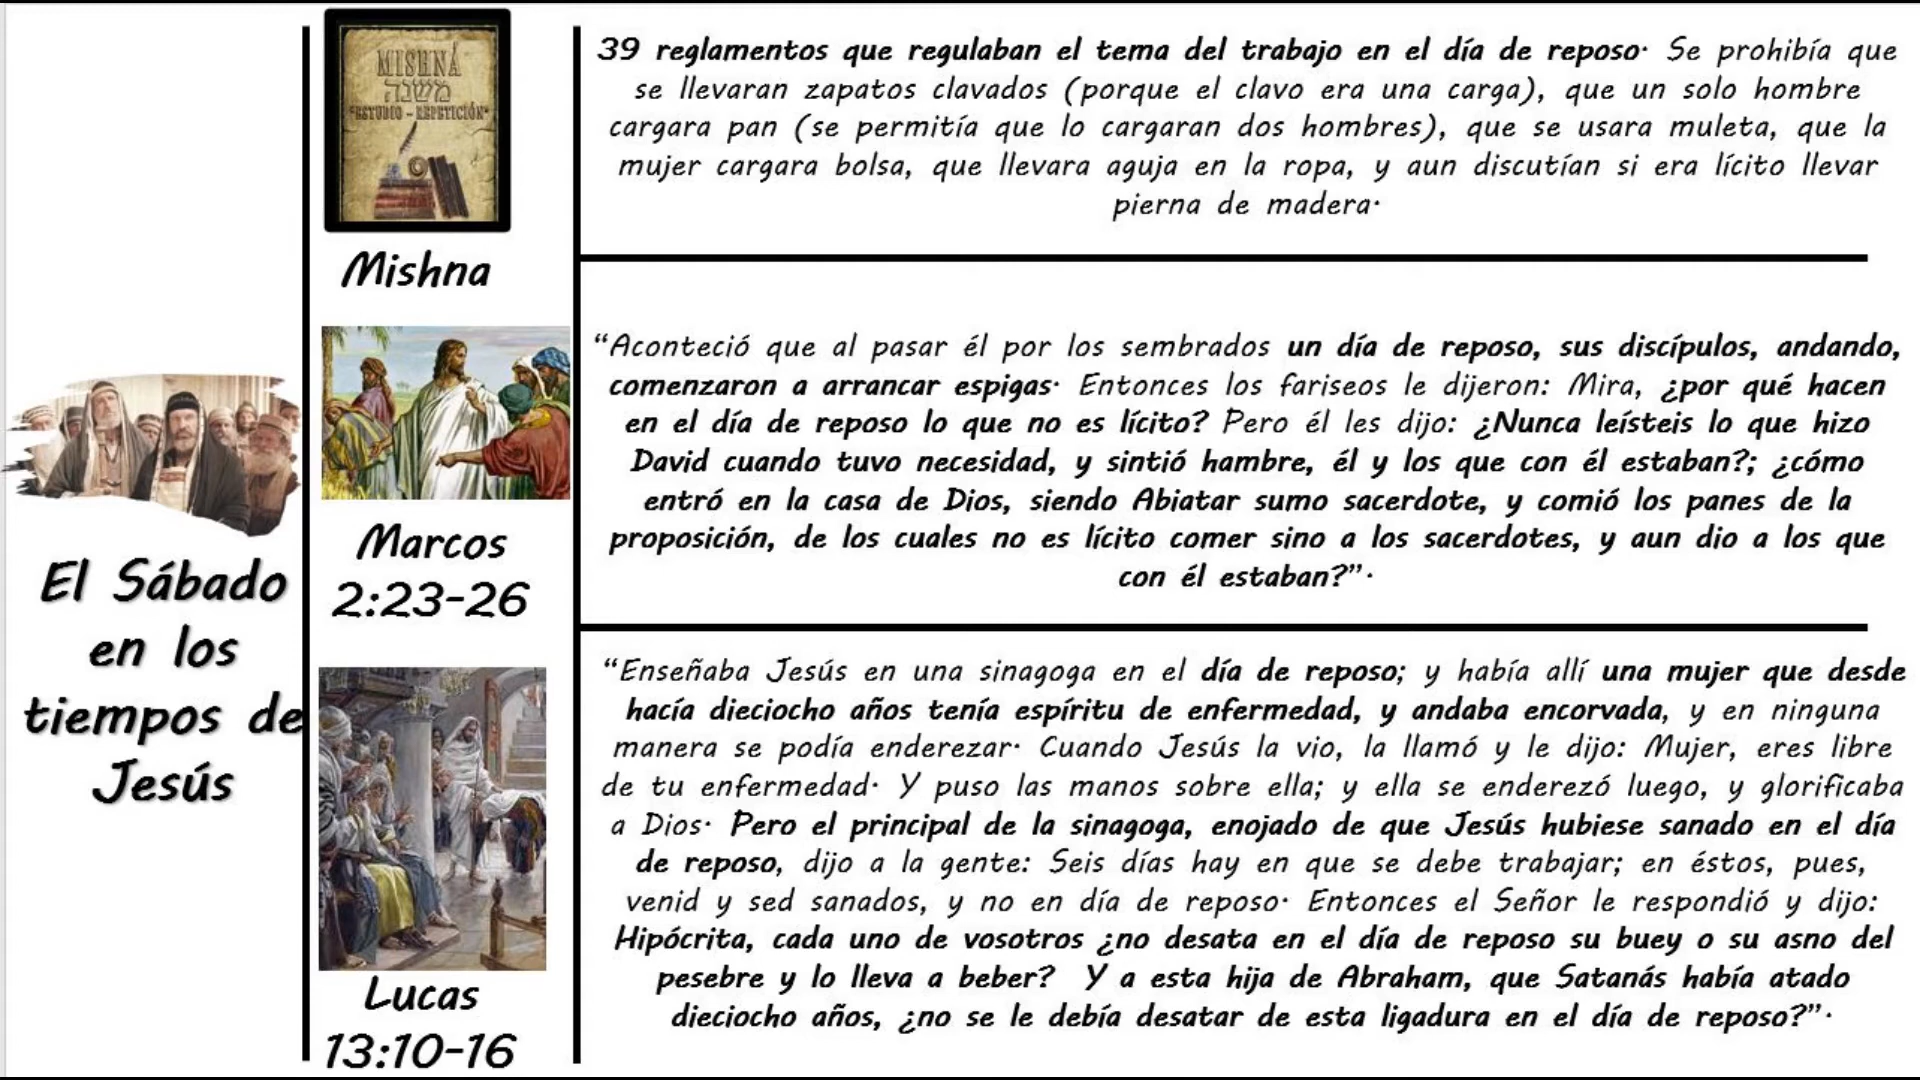 El Sábado
en los
tiempos de
Jesús
MISHNÁ
משנה
"ESTUDIO - REPETICIÓN"
Mishna
39 reglamentos que regulaban el tema del trabajo en el día de reposo. Se prohibía que
se llevaran zapatos clavados (porque el clavo era una carga), que un solo hombre
cargara pan (se permitía que lo cargaran dos hombres), que se usara muleta, que la
mujer cargara bolsa, que llevara aguja en la ropa, y aun discutían si era lícito llevar
pierna de madera.
Marcos
2:23-26
“Aconteció que al pasar él por los sembrados un día de reposo, sus discípulos, andando,
comenzaron a arrancar espigas. Entonces los fariseos le dijeron: Mira, ¿por qué hacen
en el día de reposo lo que no es lícito? Pero él les dijo: ¿Nunca leísteis lo que hizo
David cuando tuvo necesidad, y sintió hambre, él y los que con él estaban?; ¿cómo
entró en la casa de Dios, siendo Abiatar sumo sacerdote, y comió los panes de la
proposición, de los cuales no es lícito comer sino a los sacerdotes, y aun dio a los que
con él estaban?”.
Lucas
13:10-16
“Enseñaba Jesús en una sinagoga en el día de reposo; y había allí una mujer que desde
hacía dieciocho años tenía espíritu de enfermedad, y andaba encorvada, y en ninguna
manera se podía enderezar. Cuando Jesús la vio, la llamó y le dijo: Mujer, eres libre
de tu enfermedad. Y puso las manos sobre ella; y ella se enderezó luego, y glorificaba
a Dios. Pero el principal de la sinagoga, enojado de que Jesús hubiese sanado en el día
de reposo, dijo a la gente: Seis días hay en que se debe trabajar; en éstos, pues,
venid y sed sanados, y no en día de reposo. Entonces el Señor le respondió y dijo:
Hipócrita, cada uno de vosotros ¿no desata en el día de reposo su buey o su asno del
pesebre y lo lleva a beber? Y a esta hija de Abraham, que Satanás había atado
dieciocho años, ¿no se le debía desatar de esta ligadura en el día de reposo?”.